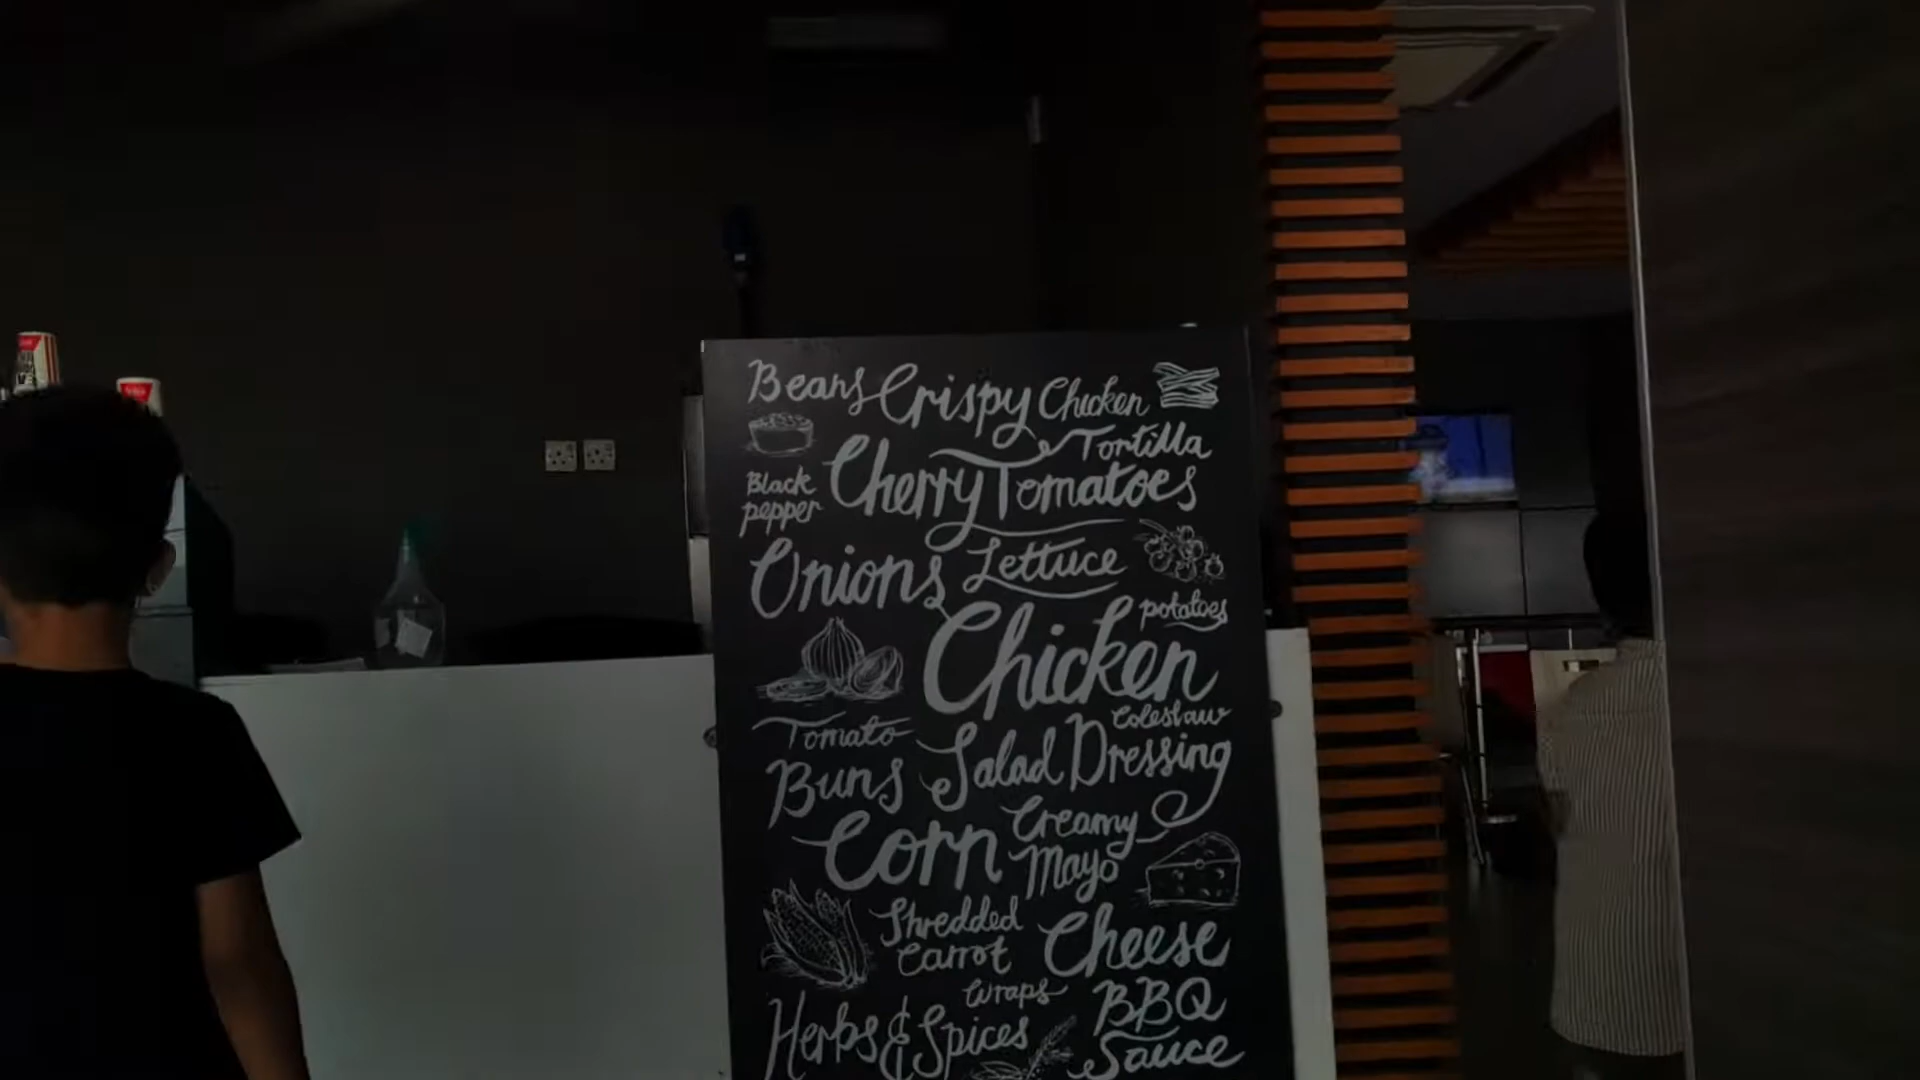 Beans Crispy Chicken
Tortilla
Black pepper Cherry Tomatoes
Onions Lettuce
potatoes
Chicken
Coleslaw
Tomato
Buns Salad Dressing
Corn Creamy Mayo
Shredded Carrot Cheese
Wraps
Herbs & Spices BBQ Sauce